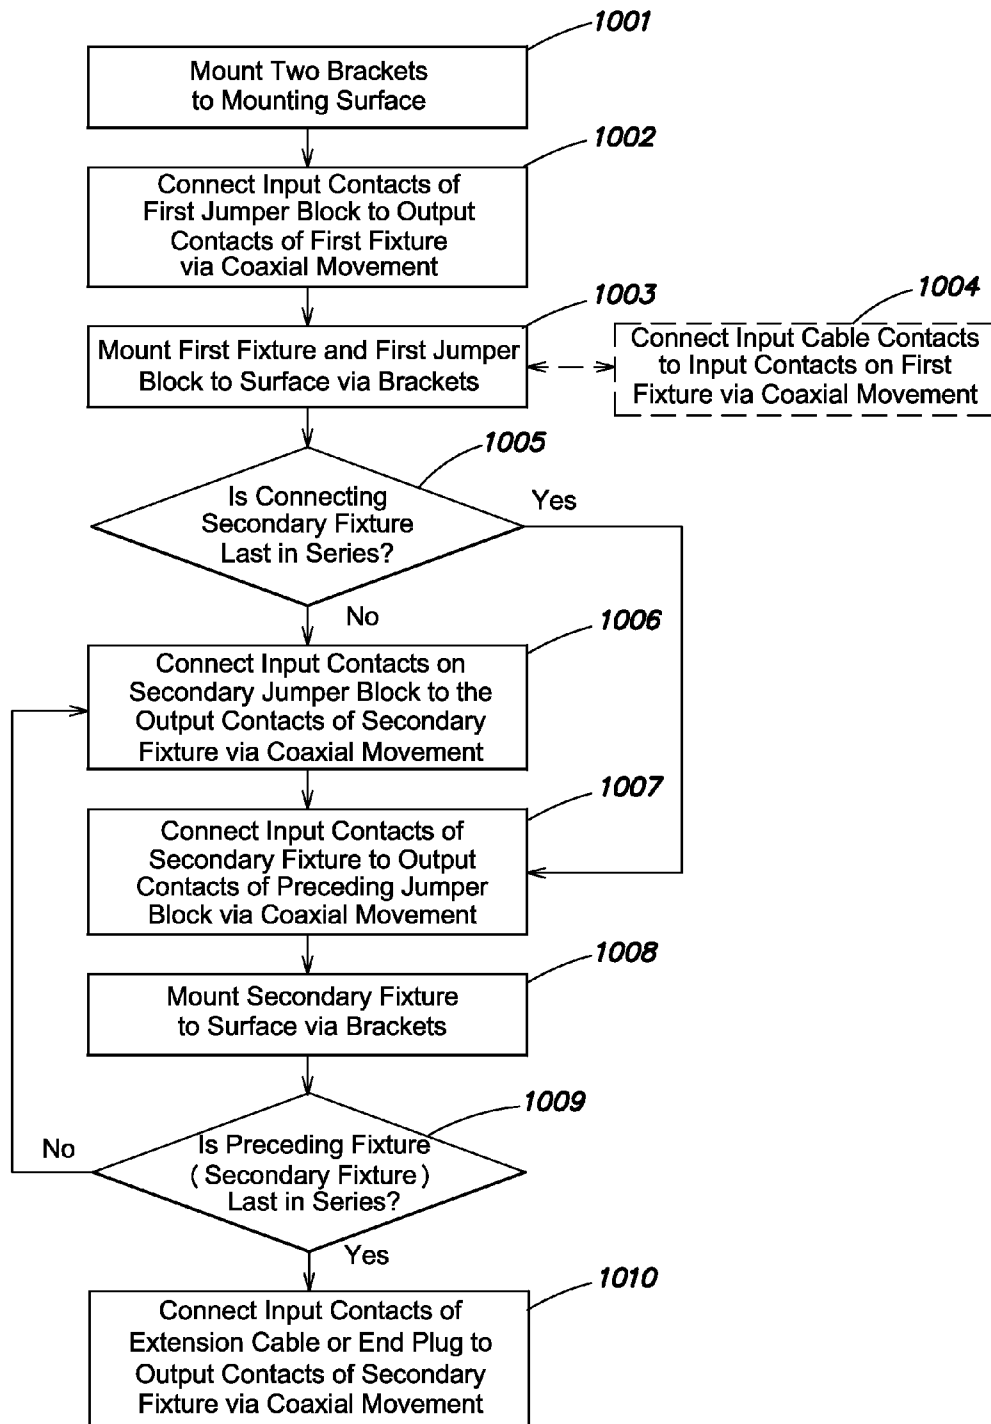 1001
Mount Two Brackets
to Mounting Surface
1002
Connect Input Contacts of
First Jumper Block to Output
Contacts of First Fixture
via Coaxial Movement
1003
Mount First Fixture and First Jumper
Block to Surface via Brackets
1004
Connect Input Cable Contacts
to Input Contacts on First
Fixture via Coaxial Movement
1005
Is Connecting
Secondary Fixture
Last in Series?
Yes
No
1006
Connect Input Contacts on
Secondary Jumper Block to the
Output Contacts of Secondary
Fixture via Coaxial Movement
1007
Connect Input Contacts of
Secondary Fixture to Output
Contacts of Preceding Jumper
Block via Coaxial Movement
1008
Mount Secondary Fixture
to Surface via Brackets
1009
Is Preceding Fixture
(Secondary Fixture)
Last in Series?
No
Yes
1010
Connect Input Contacts of
Extension Cable or End Plug to
Output Contacts of Secondary
Fixture via Coaxial Movement